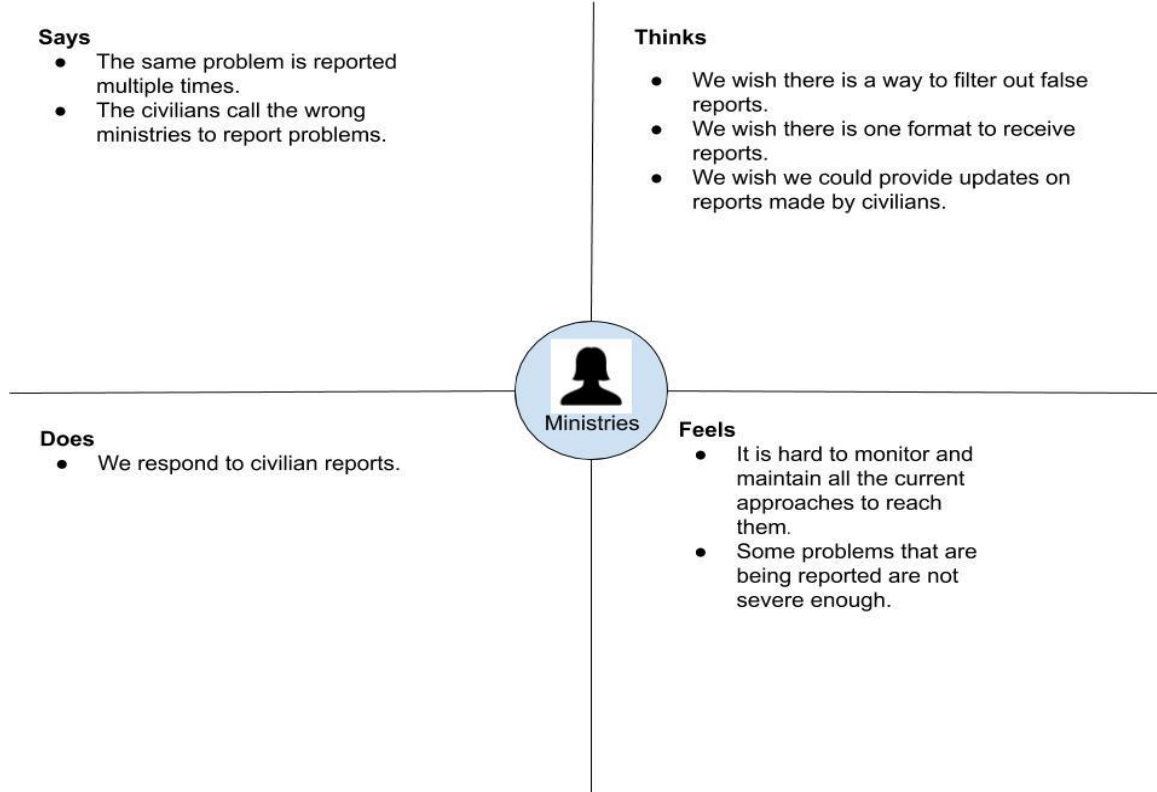 Says
● The same problem is reported
multiple times.
● The civilians call the wrong
ministries to report problems.
Thinks
● We wish there is a way to filter out false
reports.
● We wish there is one format to receive
reports.
● We wish we could provide updates on
reports made by civilians.
Ministries
Does
● We respond to civilian reports.
Feels
● It is hard to monitor and
maintain all the current
approaches to reach
them.
● Some problems that are
being reported are not
severe enough.